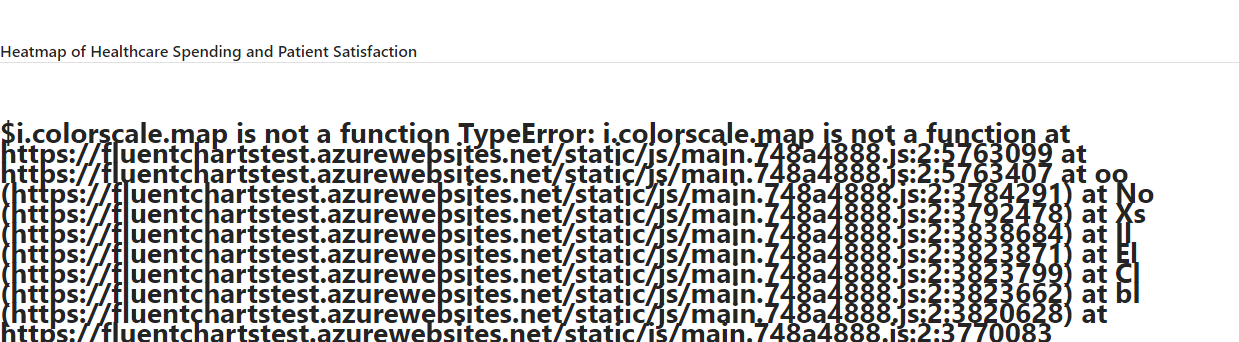 Heatmap of Healthcare Spending and Patient Satisfaction
$i.colorscale.map is not a function TypeError: i.colorscale.map is not a function at
https://fluentchartstest.azurewebsites.net/static/js/main.748a4888.js:2:5763099 at
https://fluentchartstest.azurewebsites.net/static/js/main.748a4888.js:2:5763407 at oo
(https://fluentchartstest.azurewebsites.net/static/js/main.748a4888.js:2:3784291) at No
(https://fluentchartstest.azurewebsites.net/static/js/main.748a4888.js:2:3792478) at Xs
(https://fluentchartstest.azurewebsites.net/static/js/main.748a4888.js:2:3838684) at Il
(https://fluentchartstest.azurewebsites.net/static/js/main.748a4888.js:2:3823871) at El
(https://fluentchartstest.azurewebsites.net/static/js/main.748a4888.js:2:3823799) at Cl
(https://fluentchartstest.azurewebsites.net/static/js/main.748a4888.js:2:3823662) at bl
(https://fluentchartstest.azurewebsites.net/static/js/main.748a4888.js:2:3820628) at
https://fluentchartstest.azurewebsites.net/static/js/main.748a4888.js:2:3770083